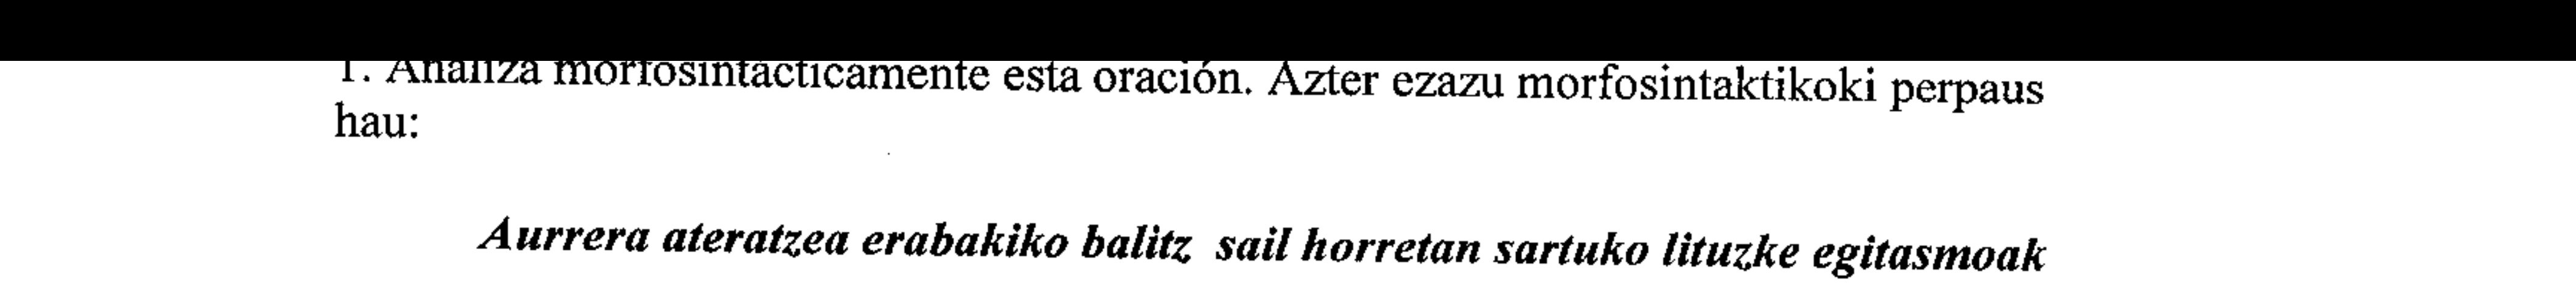 1. Analiza morfosintácticamente esta oración. Azter ezazu morfosintaktikoki perpaus
hau:
Aurrera ateratzea erabakiko balitz sail horretan sartuko lituzke egitasmoak